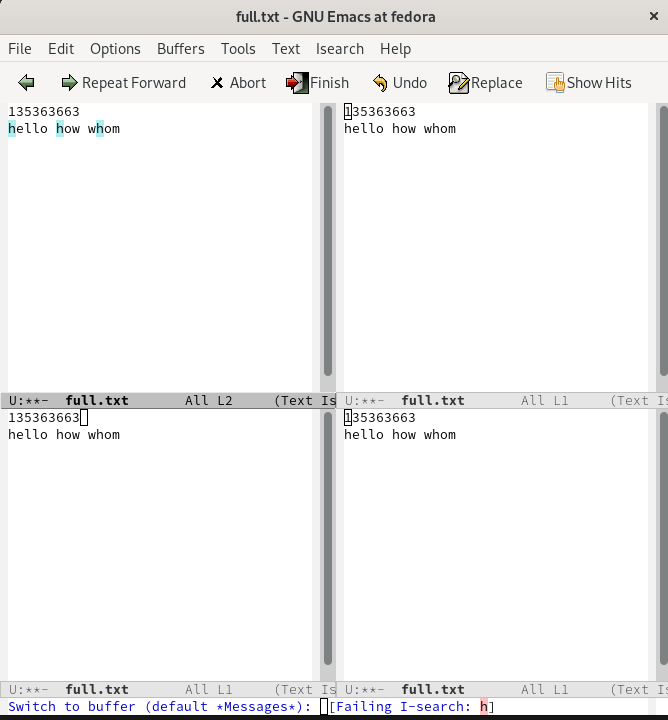 full.txt - GNU Emacs at fedora ×
File Edit Options Buffers Tools Text Isearch Help
Repeat Forward Abort Finish Undo Replace Show Hits
135363663
hello how whom
U:**- full.txt All L2 (Text Is
135363663
hello how whom
U:**- full.txt All L1 (Text Is
135363663
hello how whom
U:**- full.txt All L1 (Text Is
135363663
hello how whom
U:**- full.txt All L1 (Text Is
Switch to buffer (default *Messages*): [Failing I-search: h]